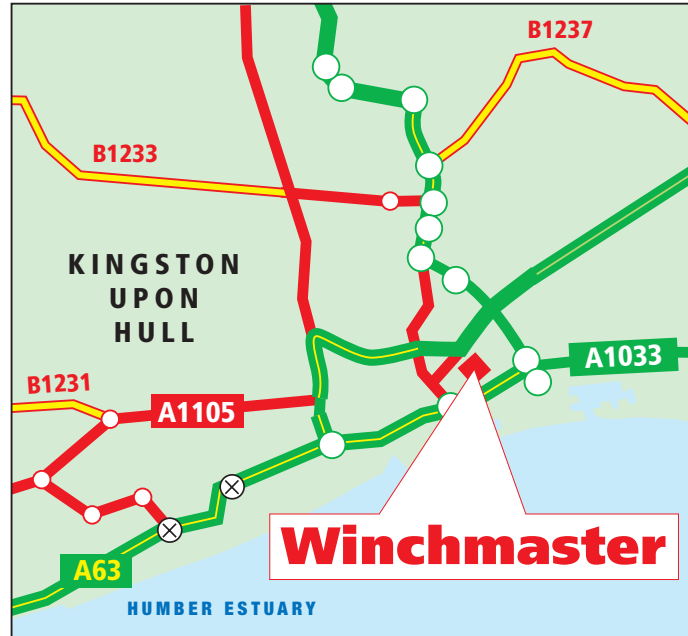 B1237
B1233
KINGSTON
UPON
HULL
A1033
B1231
A1105
Winchmaster
A63
HUMBER ESTUARY